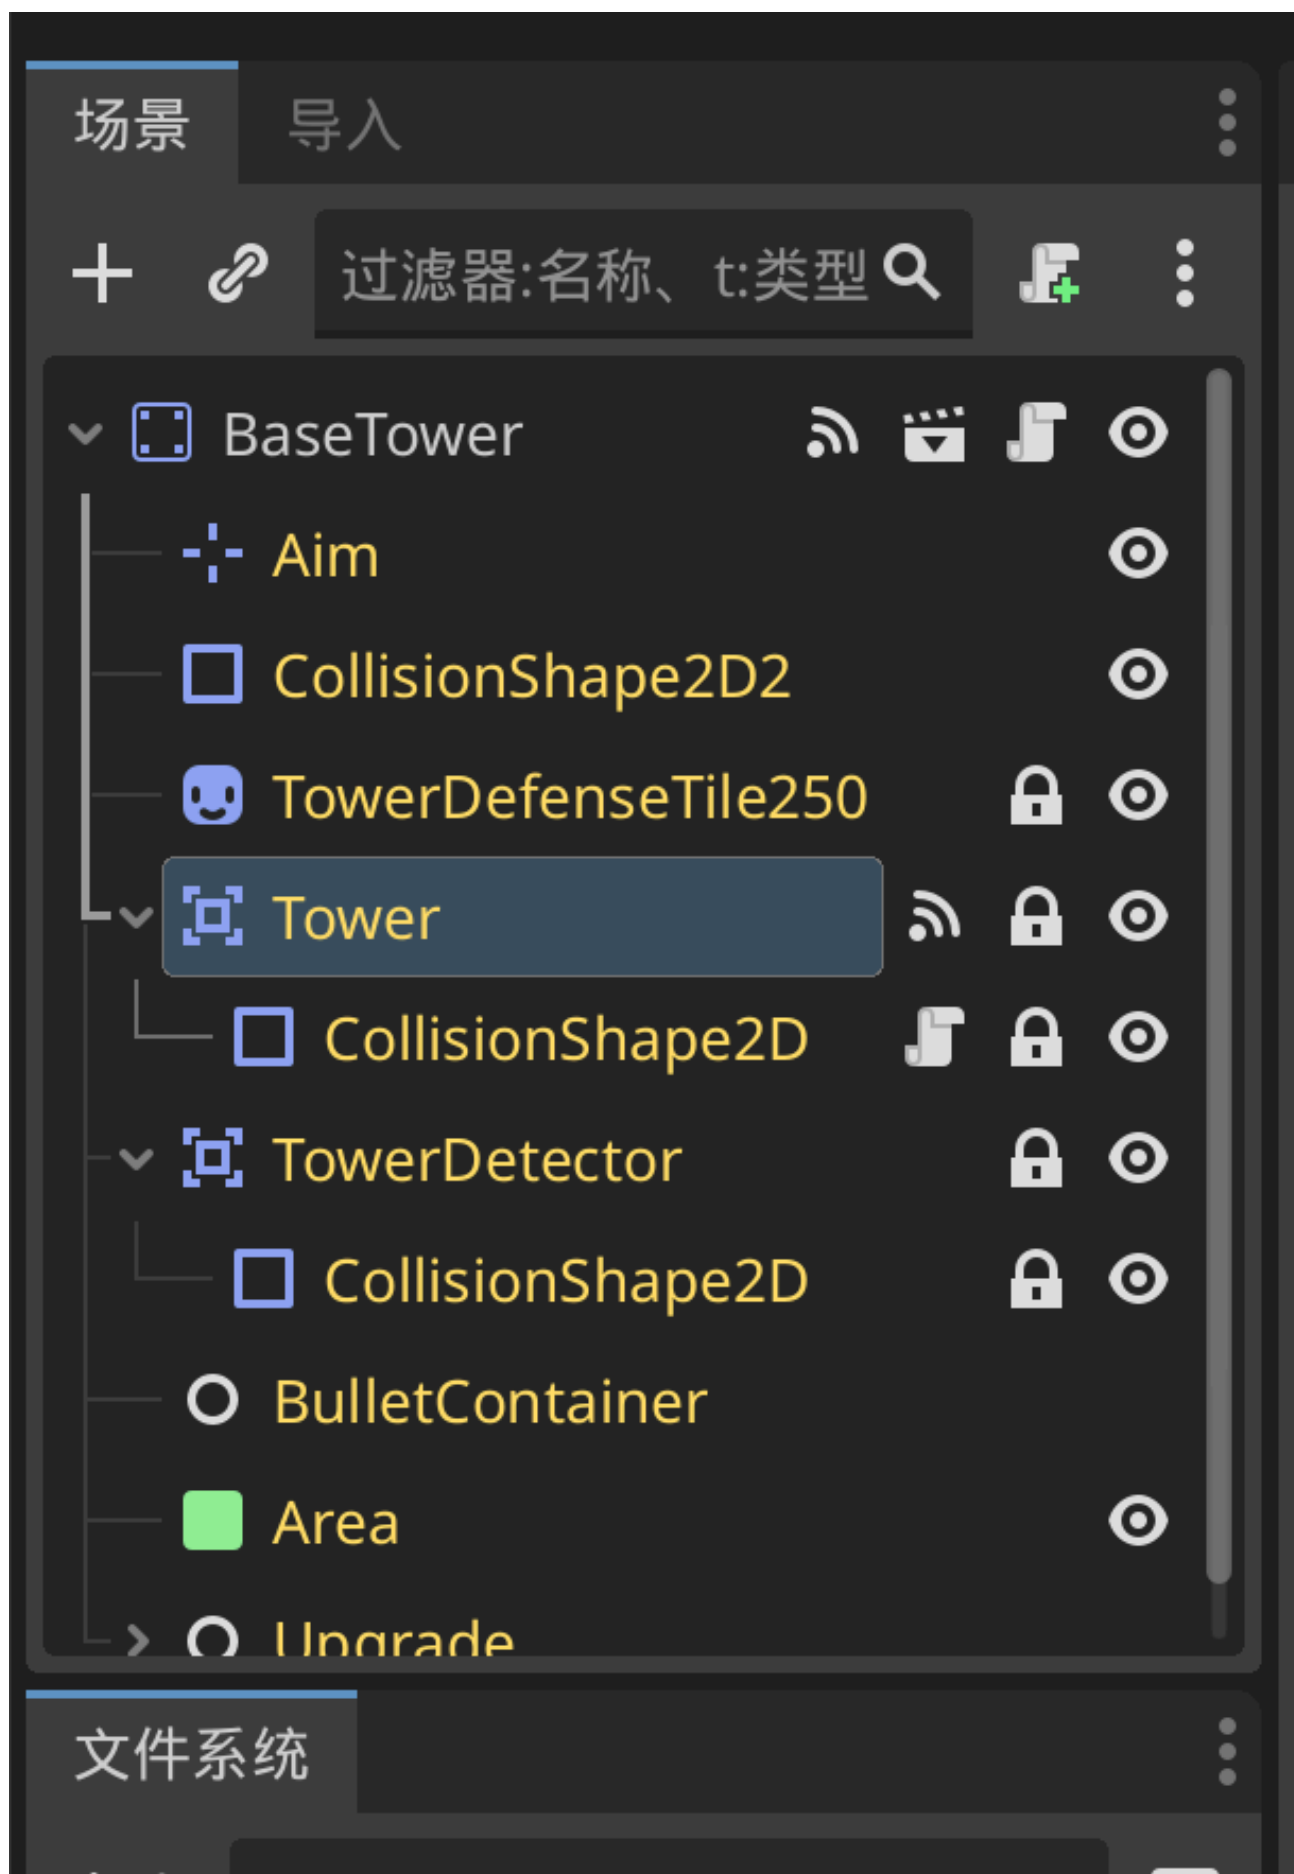 场景 导入
过滤器:名称、t:类型
BaseTower
Aim
CollisionShape2D2
TowerDefenseTile250
Tower
CollisionShape2D
TowerDetector
CollisionShape2D
BulletContainer
Area
Upgrade
文件系统